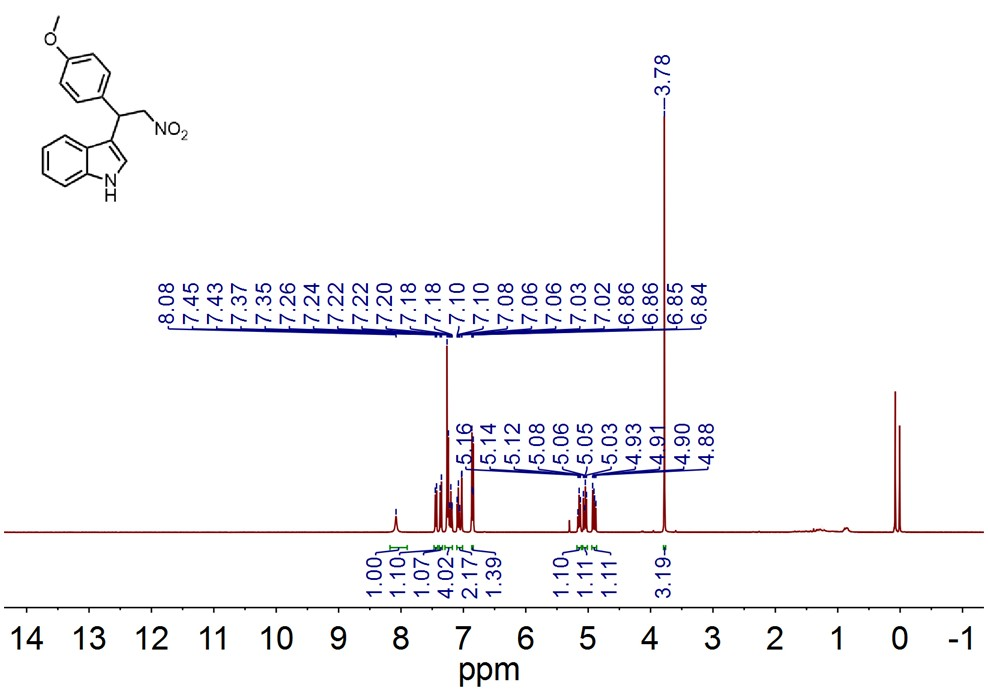 O
NO2
N
H
3.78
8.08 7.45 7.43 7.37 7.35 7.26 7.24 7.22 7.22 7.20 7.18 7.18 7.10 7.10 7.08 7.06 7.06 7.03 7.02 6.86 6.86 6.85 6.84
5.16 5.14 5.12 5.08 5.06 5.05 5.03 4.93 4.91 4.90 4.88
1.00 1.10 1.07 4.02 2.17 1.39 1.10 1.11 1.11 3.19
14 13 12 11 10 9 8 7 6 5 4 3 2 1 0 -1
ppm